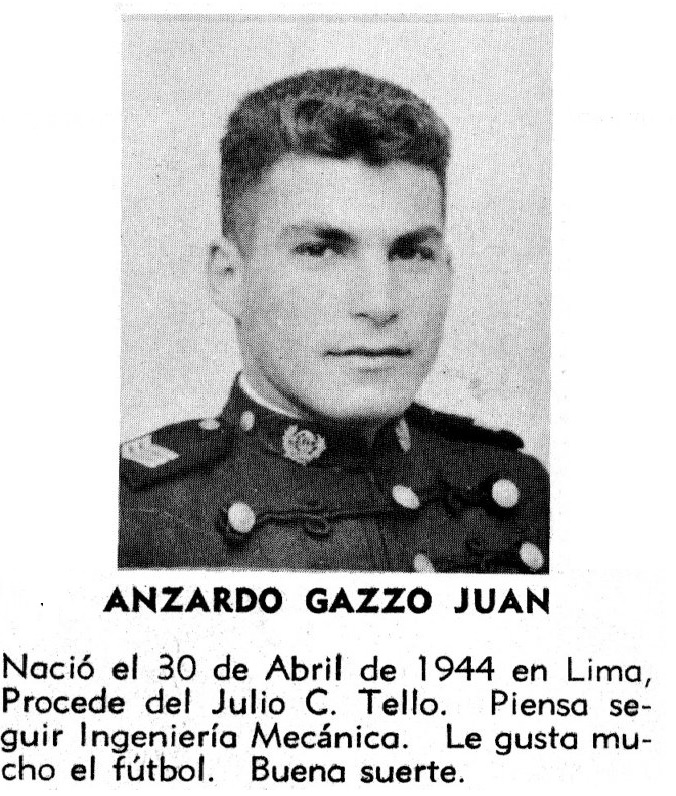 ANZARDO GAZZO JUAN
Nació el 30 de Abril de 1944 en Lima,
Procede del Julio C. Tello. Piensa se-
guir Ingeniería Mecánica. Le gusta mu-
cho el fútbol. Buena suerte.